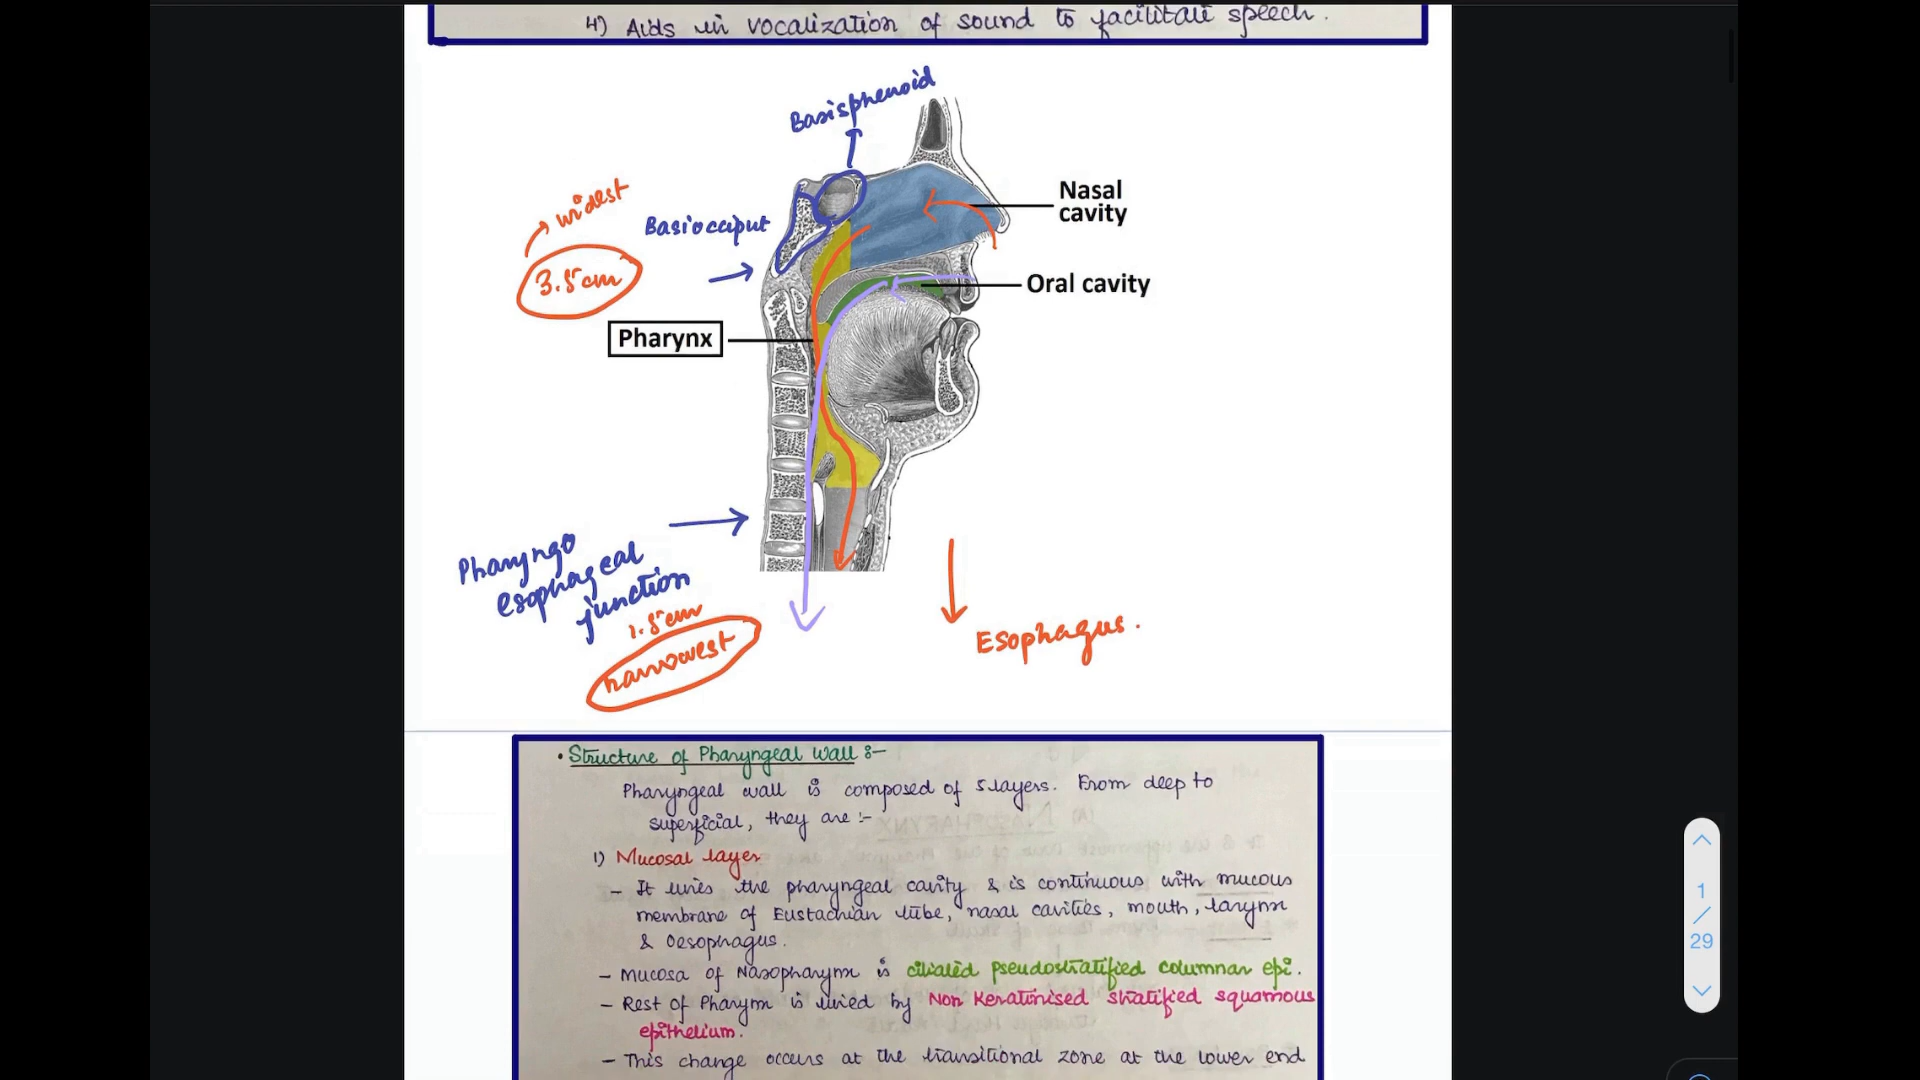 4) Aids in vocalization of sound to facilitate speech.
Basisphenoid
widest
3.5cm
Basiocciput
Nasal
cavity
Oral cavity
Pharynx
Pharyngo
esophageal
junction
1.5cm
narrowest
Esophagus.
• Structure of Pharyngeal wall :-
Pharyngeal wall is composed of 5 layers. From deep to
superficial, they are :-
1) Mucosal layer
- It lines the pharyngeal cavity & is continuous with mucous
membrane of Eustachian tube, nasal cavities, mouth, larynx
& Oesophagus.
- Mucosa of Nasopharynx is ciliated pseudostratified columnar epi.
- Rest of Pharynx is lined by Non Keratinised stratified squamous
epithelium.
- This change occurs at the transitional zone at the lower end
1
/
29